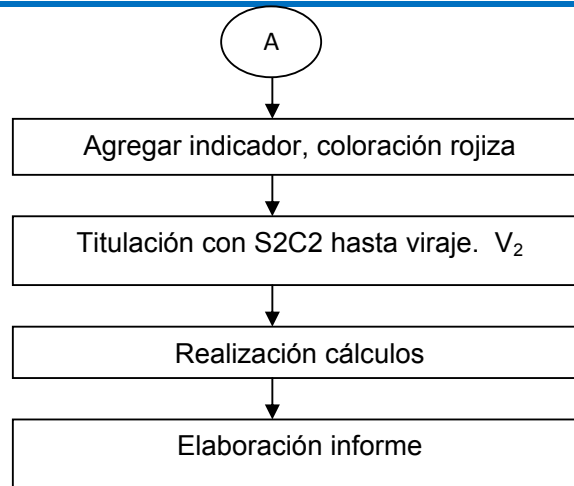 A
Agregar indicador, coloración rojiza
Titulación con S2C2 hasta viraje. V₂
Realización cálculos
Elaboración informe